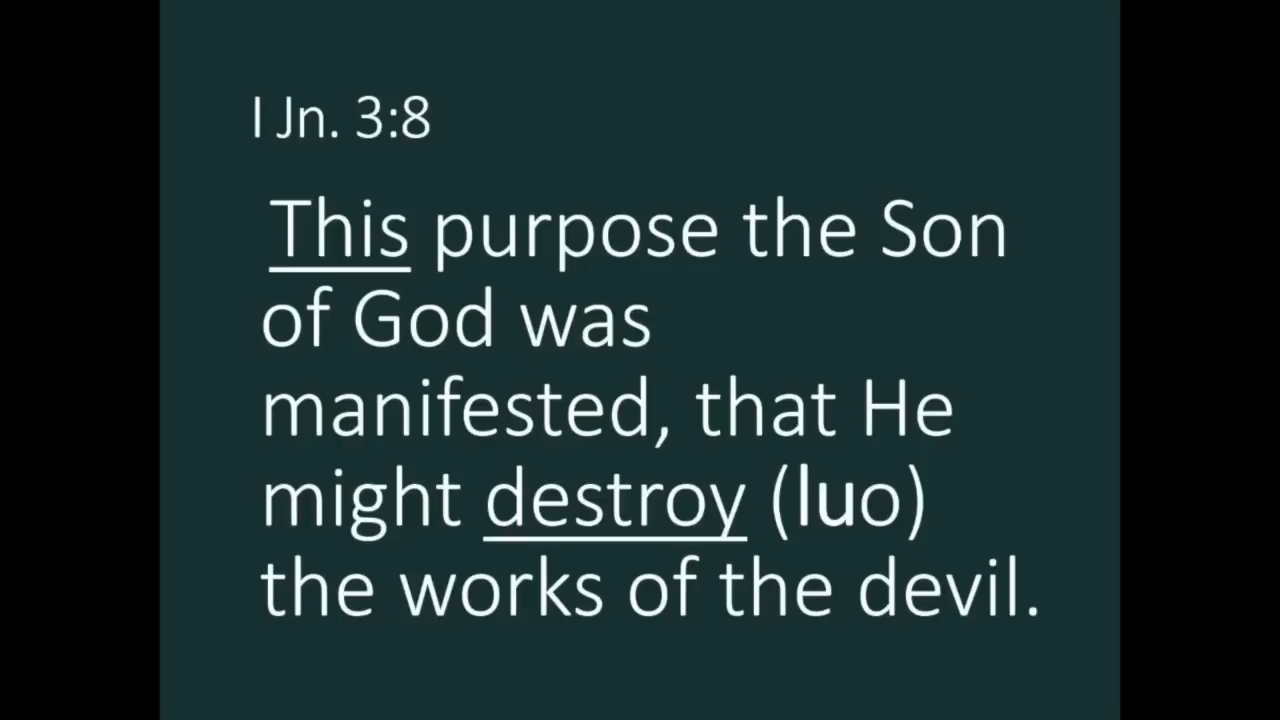 I Jn. 3:8
This purpose the Son
of God was
manifested, that He
might destroy (luo)
the works of the devil.